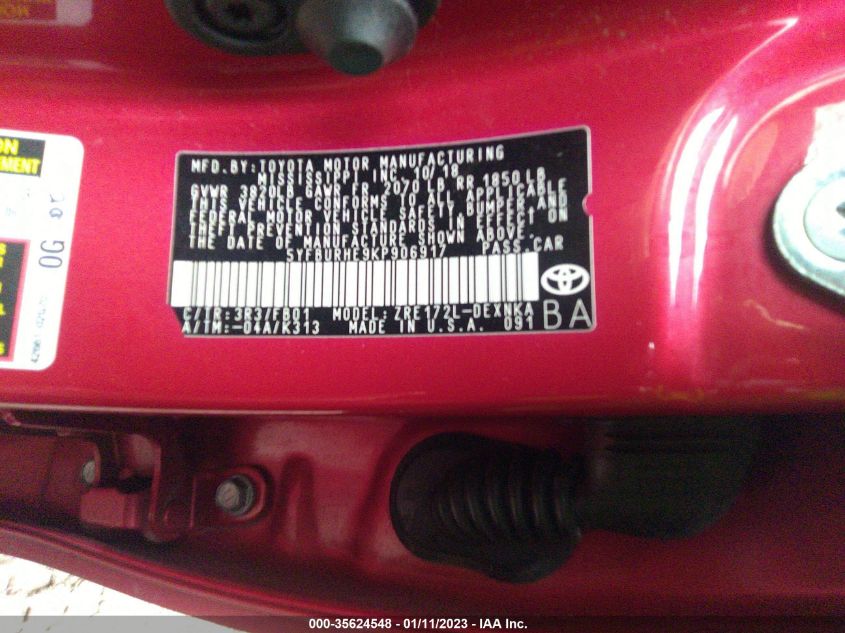 MFD. BY: TOYOTA MOTOR MANUFACTURING
MISSISSIPPI INC. 10/18
GVWR 3820LB GAWR FR. 2070 LB RR 1850 LB
THIS VEHICLE CONFORMS TO ALL APPLICABLE
FEDERAL MOTOR VEHICLE SAFETY, BUMPER, AND
THEFT PREVENTION STANDARDS IN EFFECT ON
THE DATE OF MANUFACTURE SHOWN ABOVE.
5YFBURHE9KP906917 PASS. CAR
C/TR: 3R3/FB01 MODEL: ZRE172L-DEXNKA
A/TM: -04A/K313 MADE IN U.S.A. 091
BA
OG
000-35624548 - 01/11/2023 - IAA Inc.